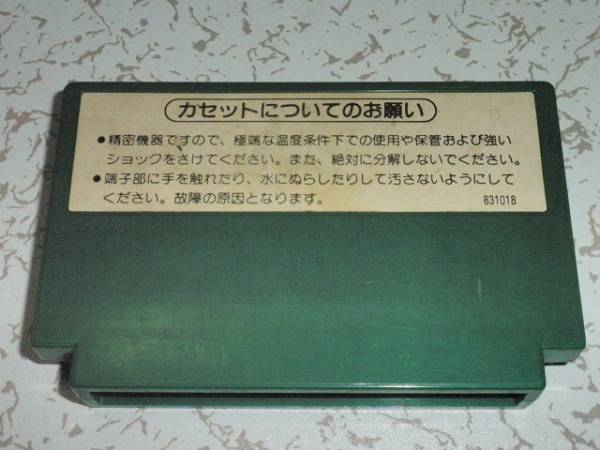 カセットについてのお願い
●精密機器ですので、極端な温度条件下での使用や保管および強い
ショックをさけてください。また、絶対に分解しないでください。
●端子部に手を触れたり、水にぬらしたりして汚さないようにして
ください。故障の原因となります。
831018